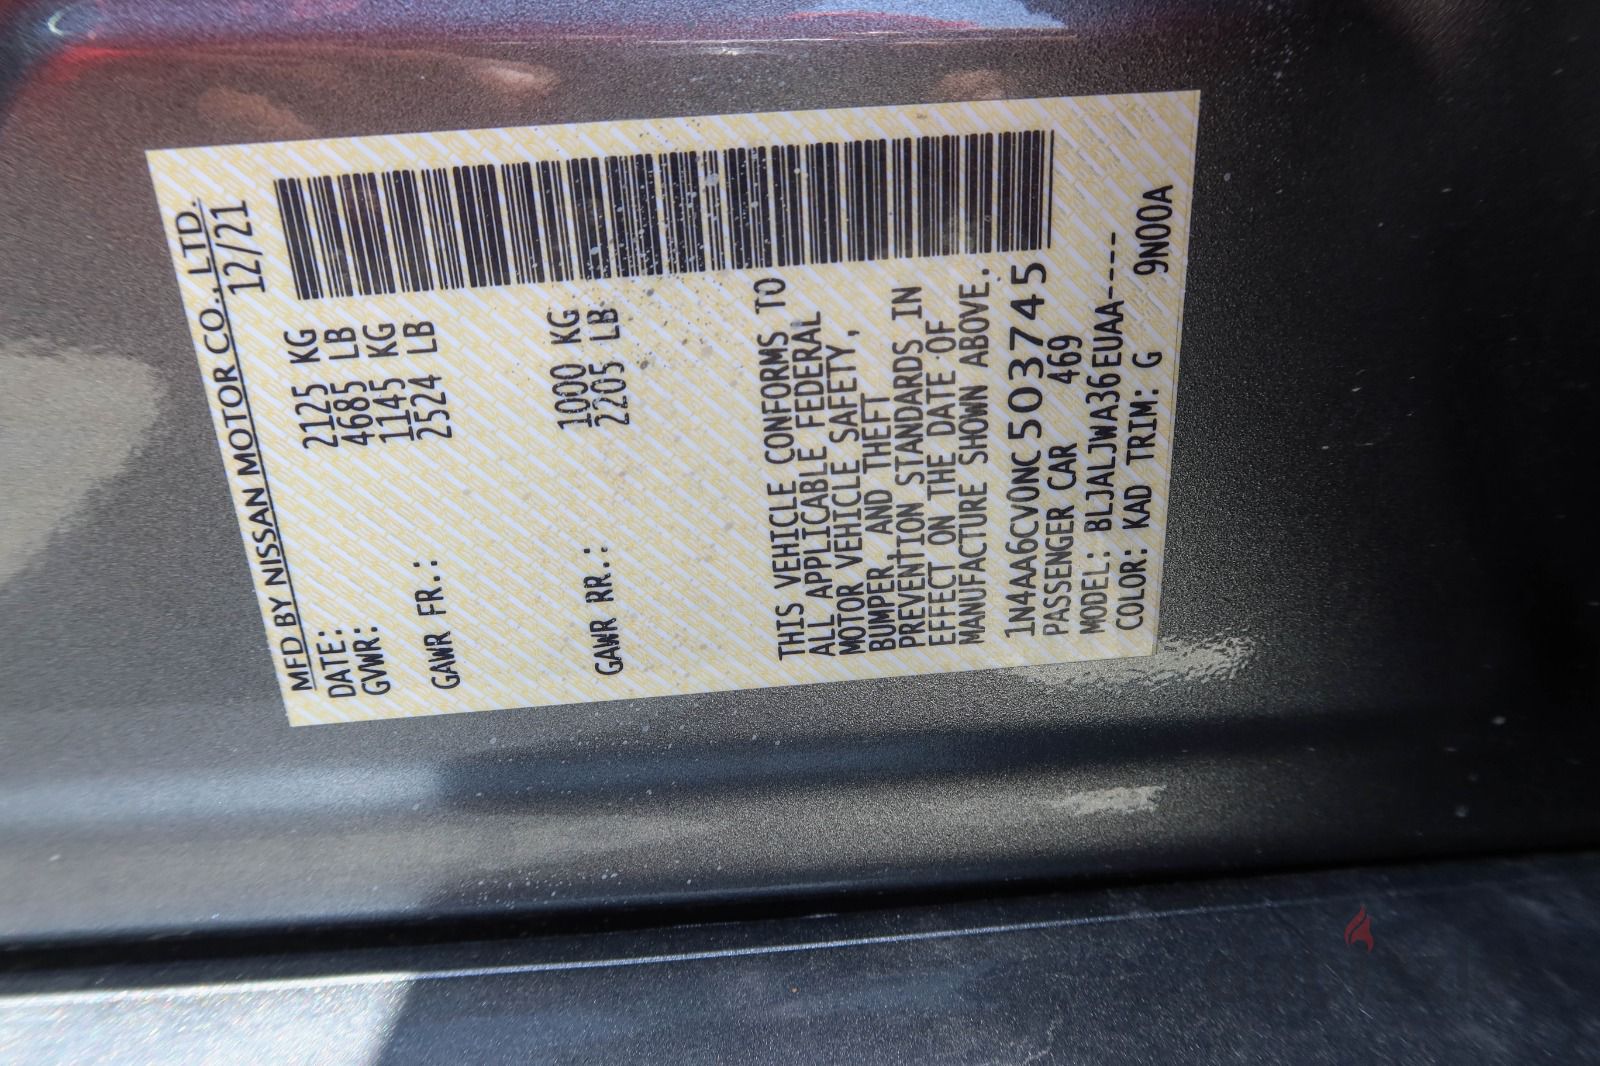 MFD BY NISSAN MOTOR CO., LTD.
DATE: 12/21
GVWR: 2125 KG
4685 LB
GAWR FR.: 1145 KG
2524 LB
GAWR RR.: 1000 KG
2205 LB
THIS VEHICLE CONFORMS TO
ALL APPLICABLE FEDERAL
MOTOR VEHICLE SAFETY,
BUMPER, AND THEFT
PREVENTION STANDARDS IN
EFFECT ON THE DATE OF
MANUFACTURE SHOWN ABOVE.
1N4AA6CV0NC503745
PASSENGER CAR 469
MODEL: BLJALJWA36EUAA----
COLOR: KAD TRIM: G 9N00A